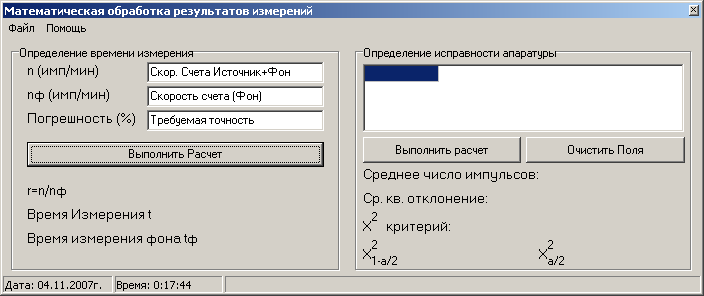 Математическая обработка результатов измерений
Файл Помощь
Определение времени измерения
n (имп/мин) Скор. Счета Источник+Фон
nф (имп/мин) Скорость счета (Фон)
Погрешность (%) Требуемая точность
Выполнить Расчет
r=n/nф
Время Измерения t
Время измерения фона tф
Определение исправности апаратуры
Выполнить расчет Очистить Поля
Среднее число импульсов:
Ср. кв. отклонение:
X² критерий:
X² 1-a/2 X² a/2
Дата: 04.11.2007г. Время: 0:17:44